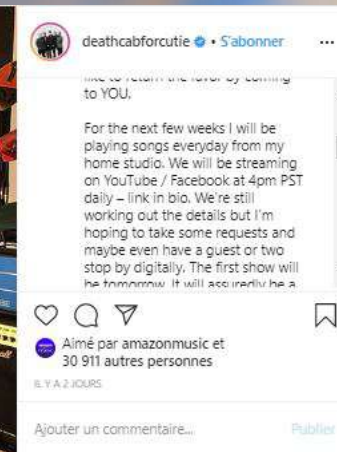 deathcabforcutie • S'abonner ...
like to return the favor by coming
to YOU.
For the next few weeks I will be
playing songs everyday from my
home studio. We will be streaming
on YouTube / Facebook at 4pm PST
daily – link in bio. We're still
working out the details but I'm
hoping to take some requests and
maybe even have a guest or two
stop by digitally. The first show will
be tomorrow. It will assuredly be a
Aimé par amazonmusic et
30 911 autres personnes
IL Y A 2 JOURS
Ajouter un commentaire... Publier